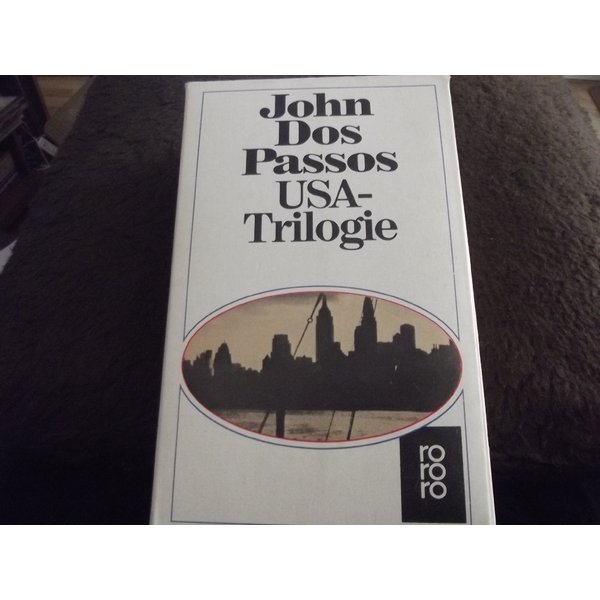 John
Dos
Passos
USA-
Trilogie
ro
ro
ro